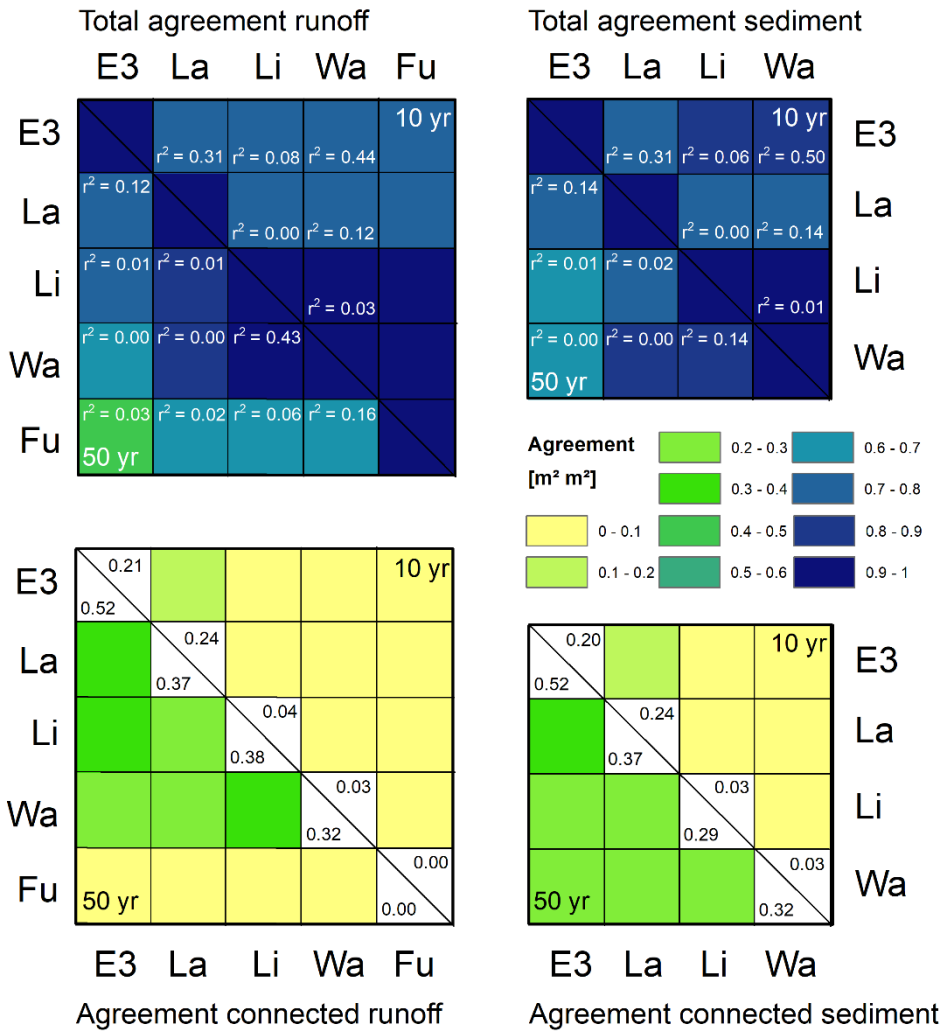 Total agreement runoff
E3 La Li Wa Fu
E3 10 yr
r² = 0.31 r² = 0.08 r² = 0.44
r² = 0.12
La
r² = 0.00 r² = 0.12
r² = 0.01 r² = 0.01
Li
r² = 0.03
r² = 0.00 r² = 0.00 r² = 0.43
Wa
r² = 0.03 r² = 0.02 r² = 0.06 r² = 0.16
Fu
50 yr
Total agreement sediment
E3 La Li Wa
10 yr E3
r² = 0.31 r² = 0.06 r² = 0.50
r² = 0.14
La
r² = 0.00 r² = 0.14
r² = 0.01 r² = 0.02
Li
r² = 0.01
r² = 0.00 r² = 0.00 r² = 0.14
Wa
50 yr
Agreement
[m² m²]
0 - 0.1
0.1 - 0.2
0.2 - 0.3
0.3 - 0.4
0.4 - 0.5
0.5 - 0.6
0.6 - 0.7
0.7 - 0.8
0.8 - 0.9
0.9 - 1
E3 0.21 10 yr
0.52
La 0.24
0.37
Li 0.04
0.38
Wa 0.03
0.32
Fu 50 yr 0.00
0.00
E3 La Li Wa Fu
Agreement connected runoff
0.20 10 yr E3
0.52
0.24 La
0.37
0.03 Li
0.29
50 yr 0.03 Wa
0.32
E3 La Li Wa
Agreement connected sediment